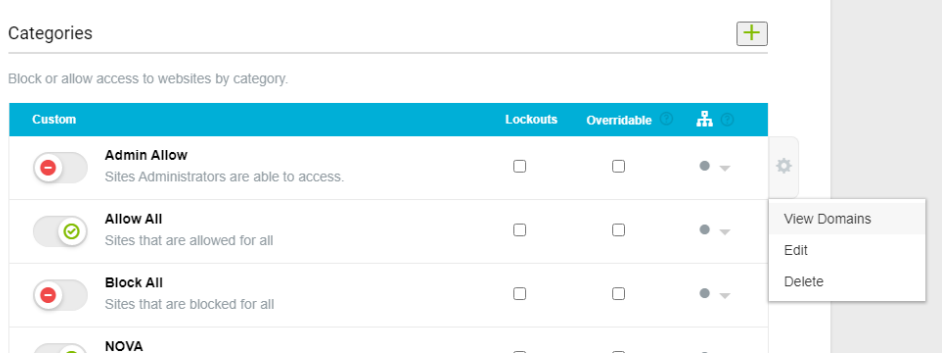 Categories
Block or allow access to websites by category.
Custom Lockouts Overridable ? ?
Admin Allow
Sites Administrators are able to access.
View Domains
Allow All
Sites that are allowed for all
Edit
Block All
Delete
Sites that are blocked for all
NOVA